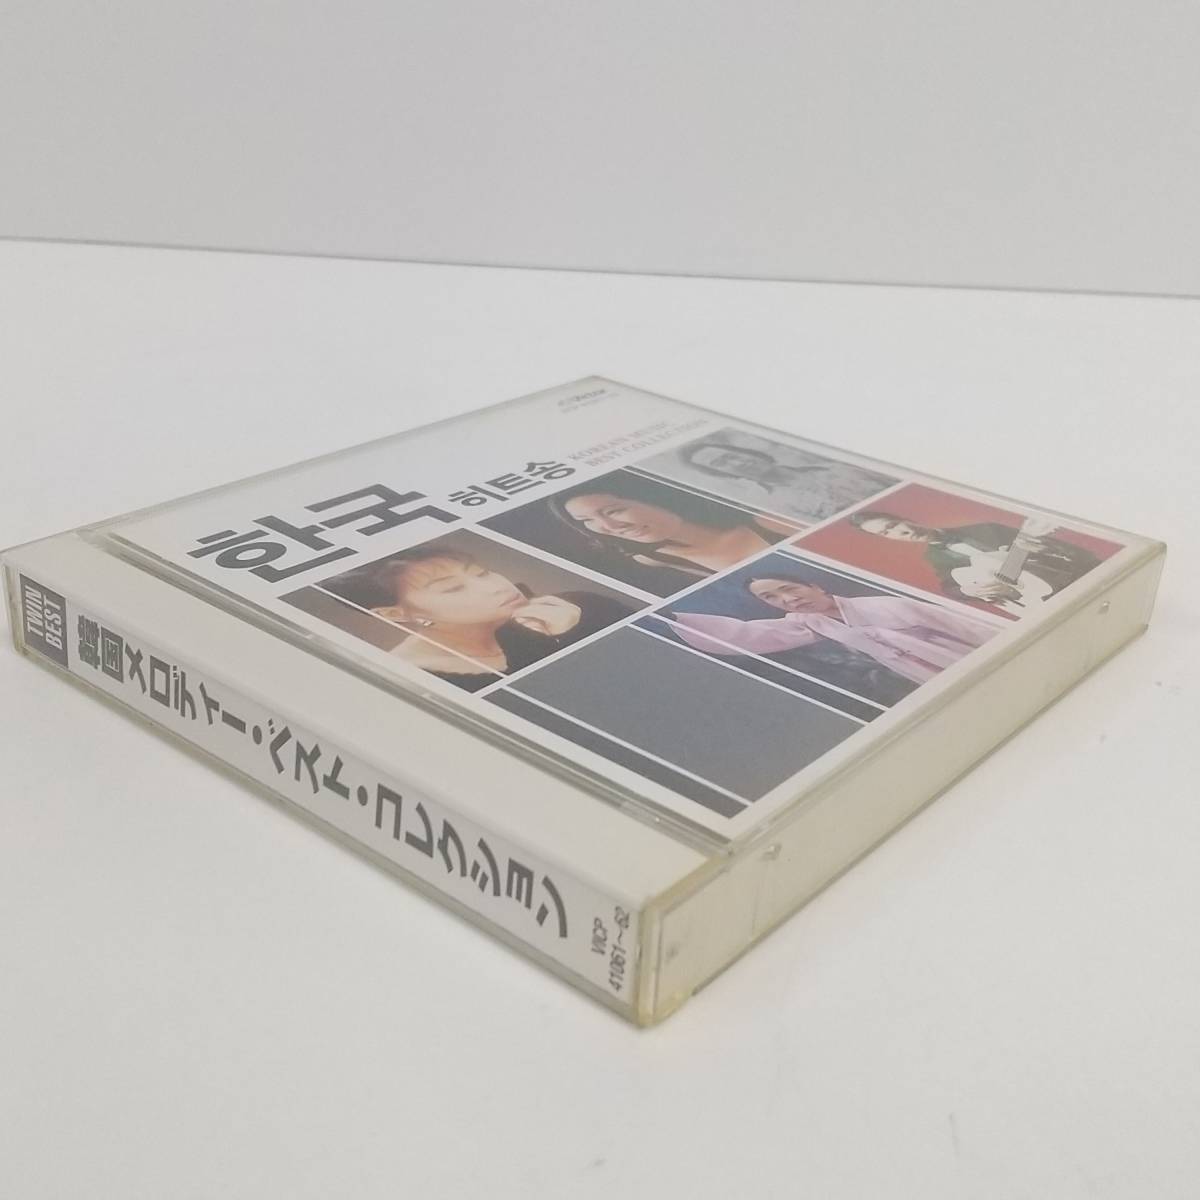 Victor
KOREAN MUSIC
BEST COLLECTION
한국 히트송
TWIN
BEST
韓国メロディー・ベスト・コレクション
VICP
41061〜62